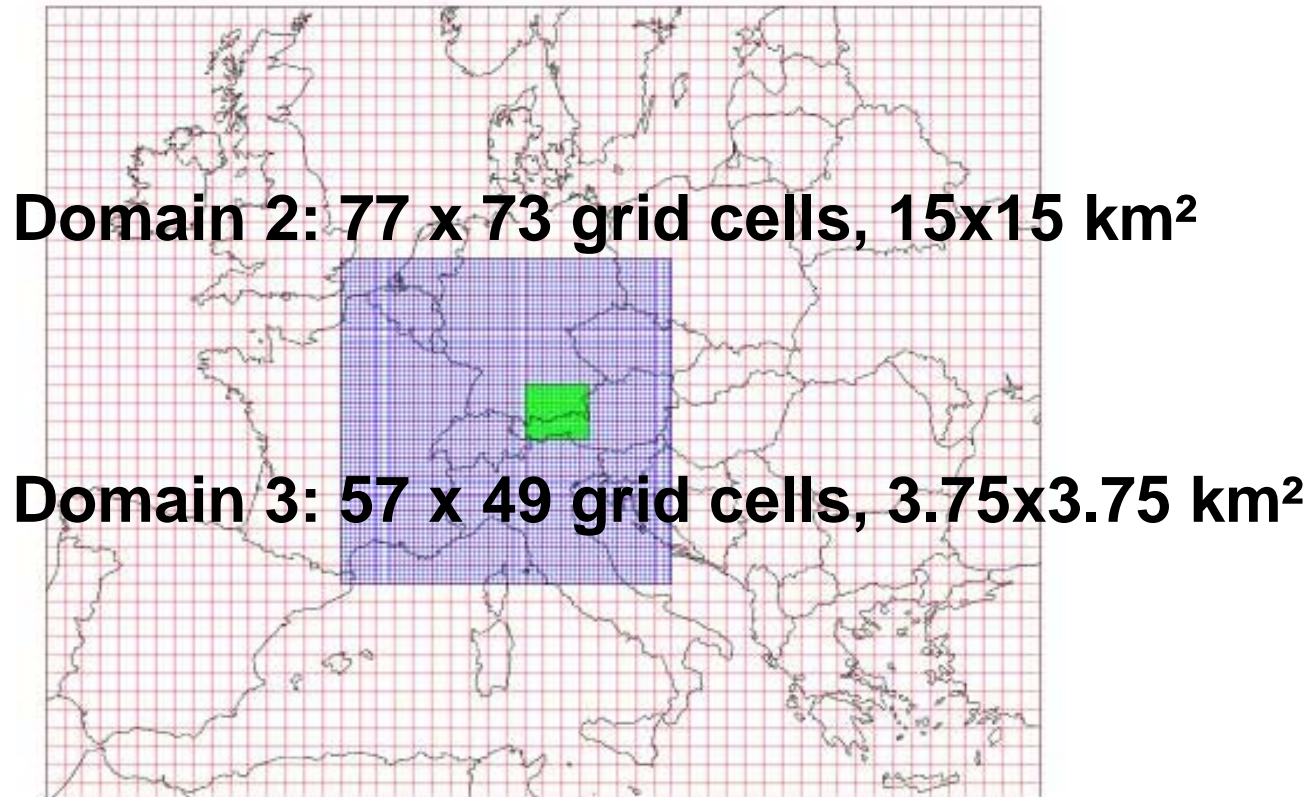 Domain 2: 77 x 73 grid cells, 15x15 km²
Domain 3: 57 x 49 grid cells, 3.75x3.75 km²